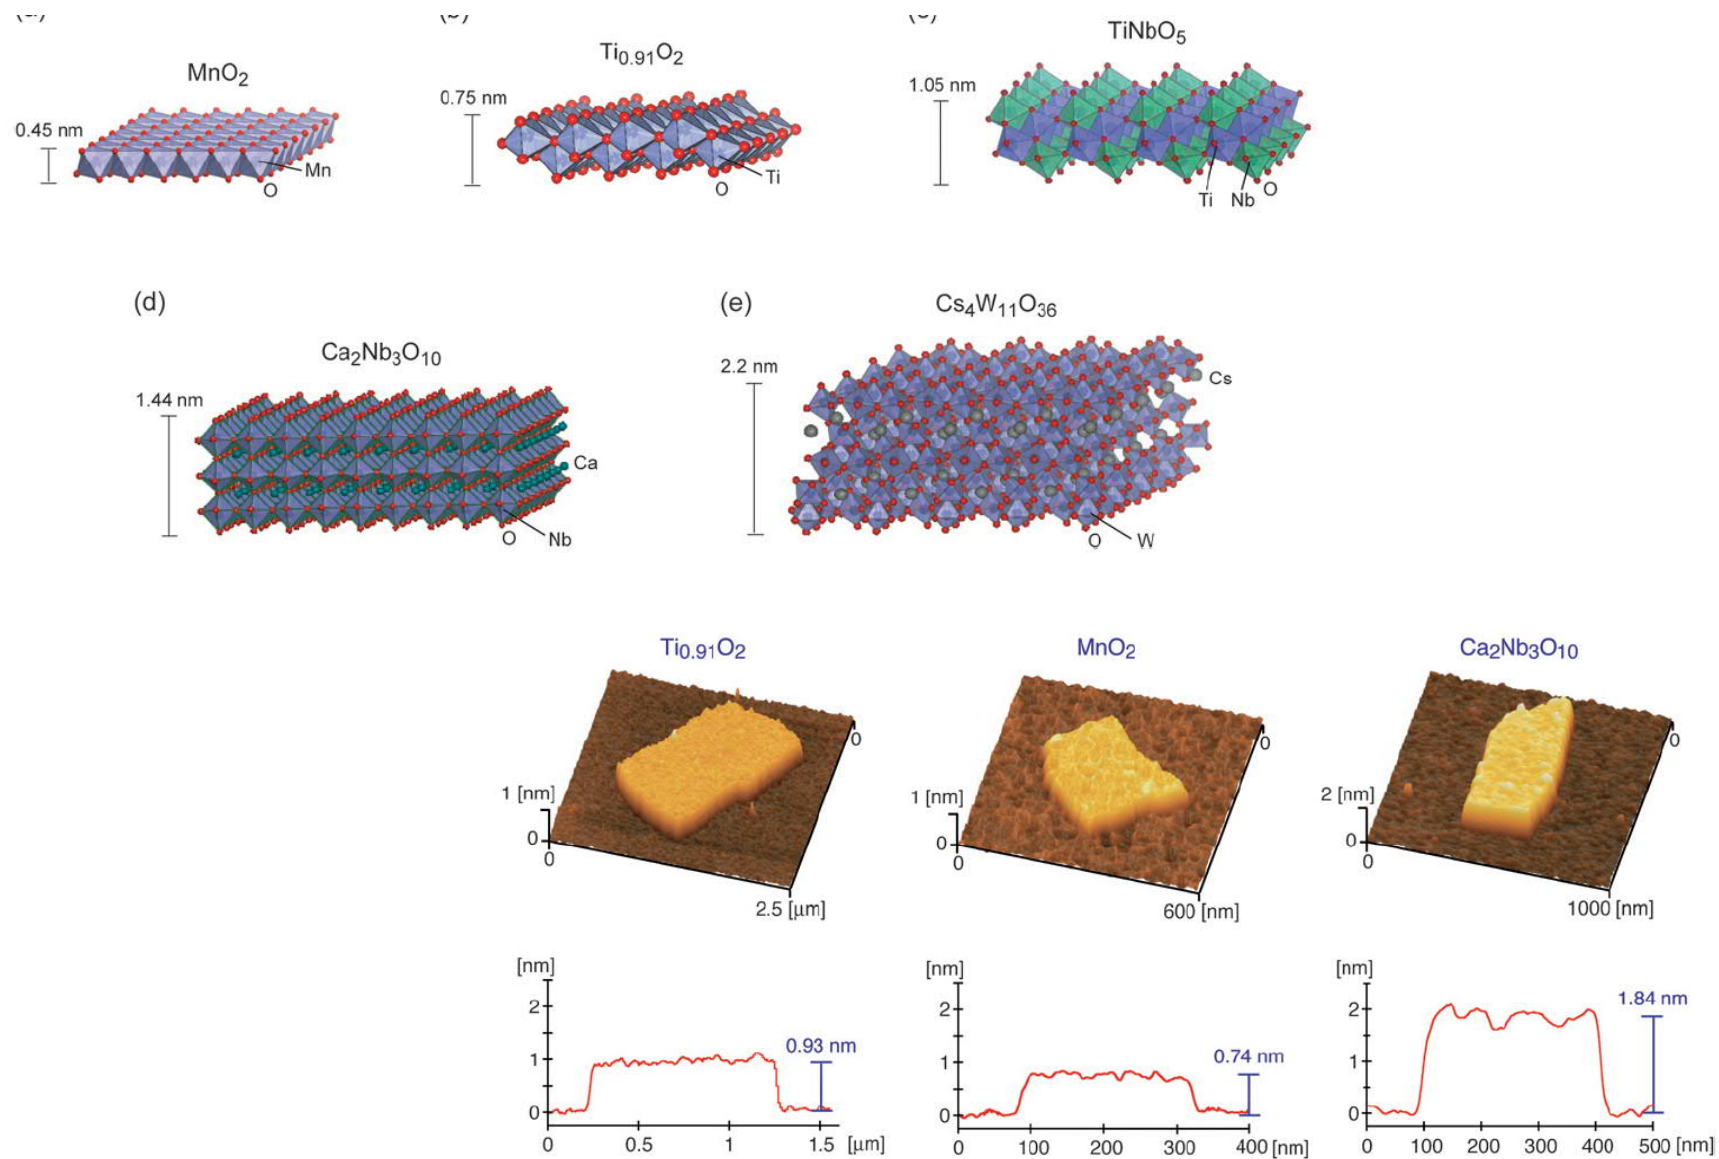 (a)
(b)
(c)
MnO2
0.45 nm
Mn
O
Ti0.91O2
0.75 nm
Ti
O
TiNbO5
1.05 nm
Ti Nb O
(d)
Ca2Nb3O10
1.44 nm
Ca
O Nb
(e)
Cs4W11O36
2.2 nm
Cs
O W
Ti0.91O2
1 [nm]
0
0
0
2.5 [μm]
MnO2
1 [nm]
0
0
0
600 [nm]
Ca2Nb3O10
2 [nm]
0
0
0
1000 [nm]
[nm]
2
1
0
0.93 nm
0 0.5 1 1.5 [μm]
[nm]
2
1
0
0.74 nm
0 100 200 300 400 [nm]
[nm]
2
1
0
1.84 nm
0 100 200 300 400 500 [nm]